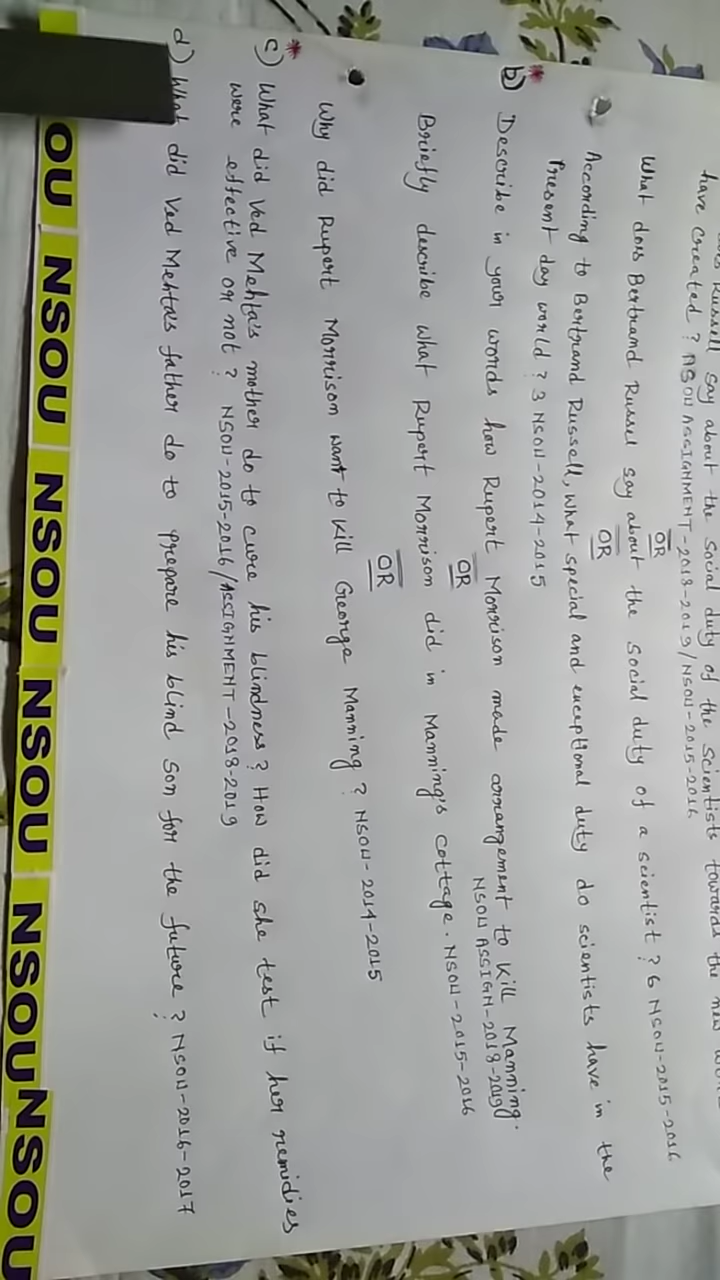 Russell say about the social duty of the scientists towards the new
have created ? NSOU ASSIGNMENT-2018-2019/NSOU-2015-2016
OR
What does Bertrand Russel say about the social duty of a scientist ? 6 NSOU-2015-2016
OR
According to Bertrand Russell, what special and exceptional duty do scientists have in the
Present day world ? 3 NSOU-2014-2015
b) Describe in your words how Rupert Morrison made arrangement to kill Manning.
NSOU ASSIGN-2018-2019
OR
Briefly describe what Rupert Morrison did in Manning's cottage. NSOU-2015-2016
OR
Why did Rupert Morrison want to kill George Manning ? NSOU-2014-2015
c) What did Ved Mehta's mother do to cure his blindness ? How did she test if her remidies
were effective or not ? NSOU-2015-2016/ASSIGNMENT-2018-2019
d) What did Ved Mehta's father do to prepare his blind son for the future ? NSOU-2016-2017
OU NSOU NSOU NSOU NSOU NSOU